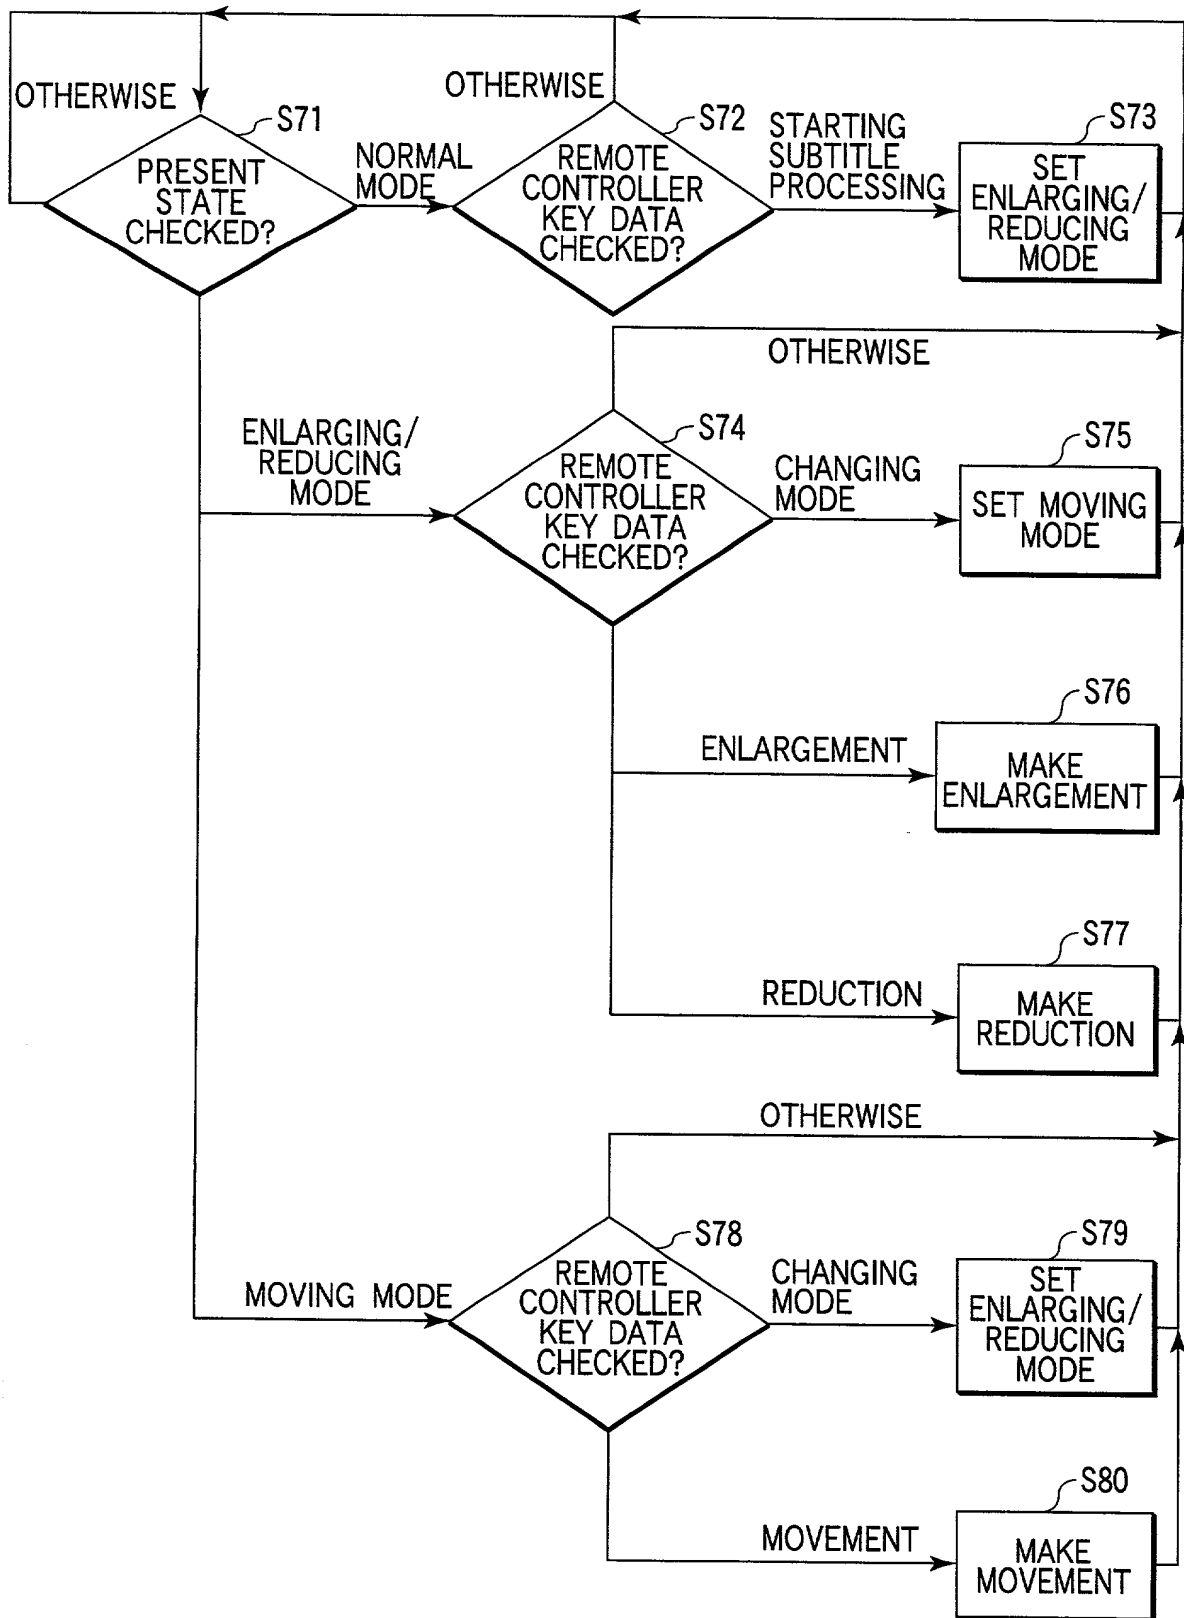 OTHERWISE
S71
PRESENT
STATE
CHECKED?
NORMAL
MODE
OTHERWISE
S72
REMOTE
CONTROLLER
KEY DATA
CHECKED?
STARTING
SUBTITLE
PROCESSING
S73
SET
ENLARGING/
REDUCING
MODE
OTHERWISE
ENLARGING/
REDUCING
MODE
S74
REMOTE
CONTROLLER
KEY DATA
CHECKED?
CHANGING
MODE
S75
SET MOVING
MODE
ENLARGEMENT
S76
MAKE
ENLARGEMENT
REDUCTION
S77
MAKE
REDUCTION
OTHERWISE
MOVING MODE
S78
REMOTE
CONTROLLER
KEY DATA
CHECKED?
CHANGING
MODE
S79
SET
ENLARGING/
REDUCING
MODE
MOVEMENT
S80
MAKE
MOVEMENT